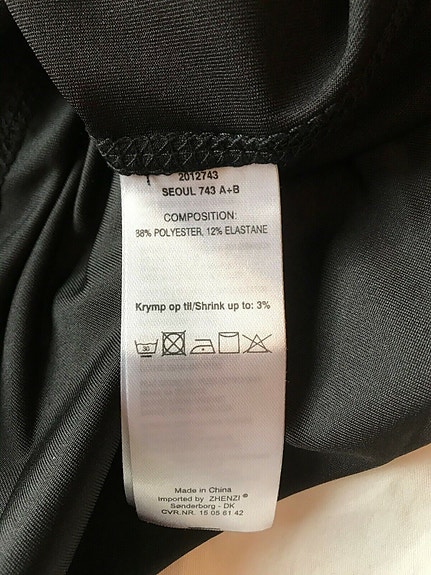 2012743
SEOUL 743 A+B
COMPOSITION:
88% POLYESTER, 12% ELASTANE
Krymp op til/Shrink up to: 3%
30
Made in China
Imported by ZHENZI ®
Sønderborg - DK
CVR.NR. 15 05 61 42